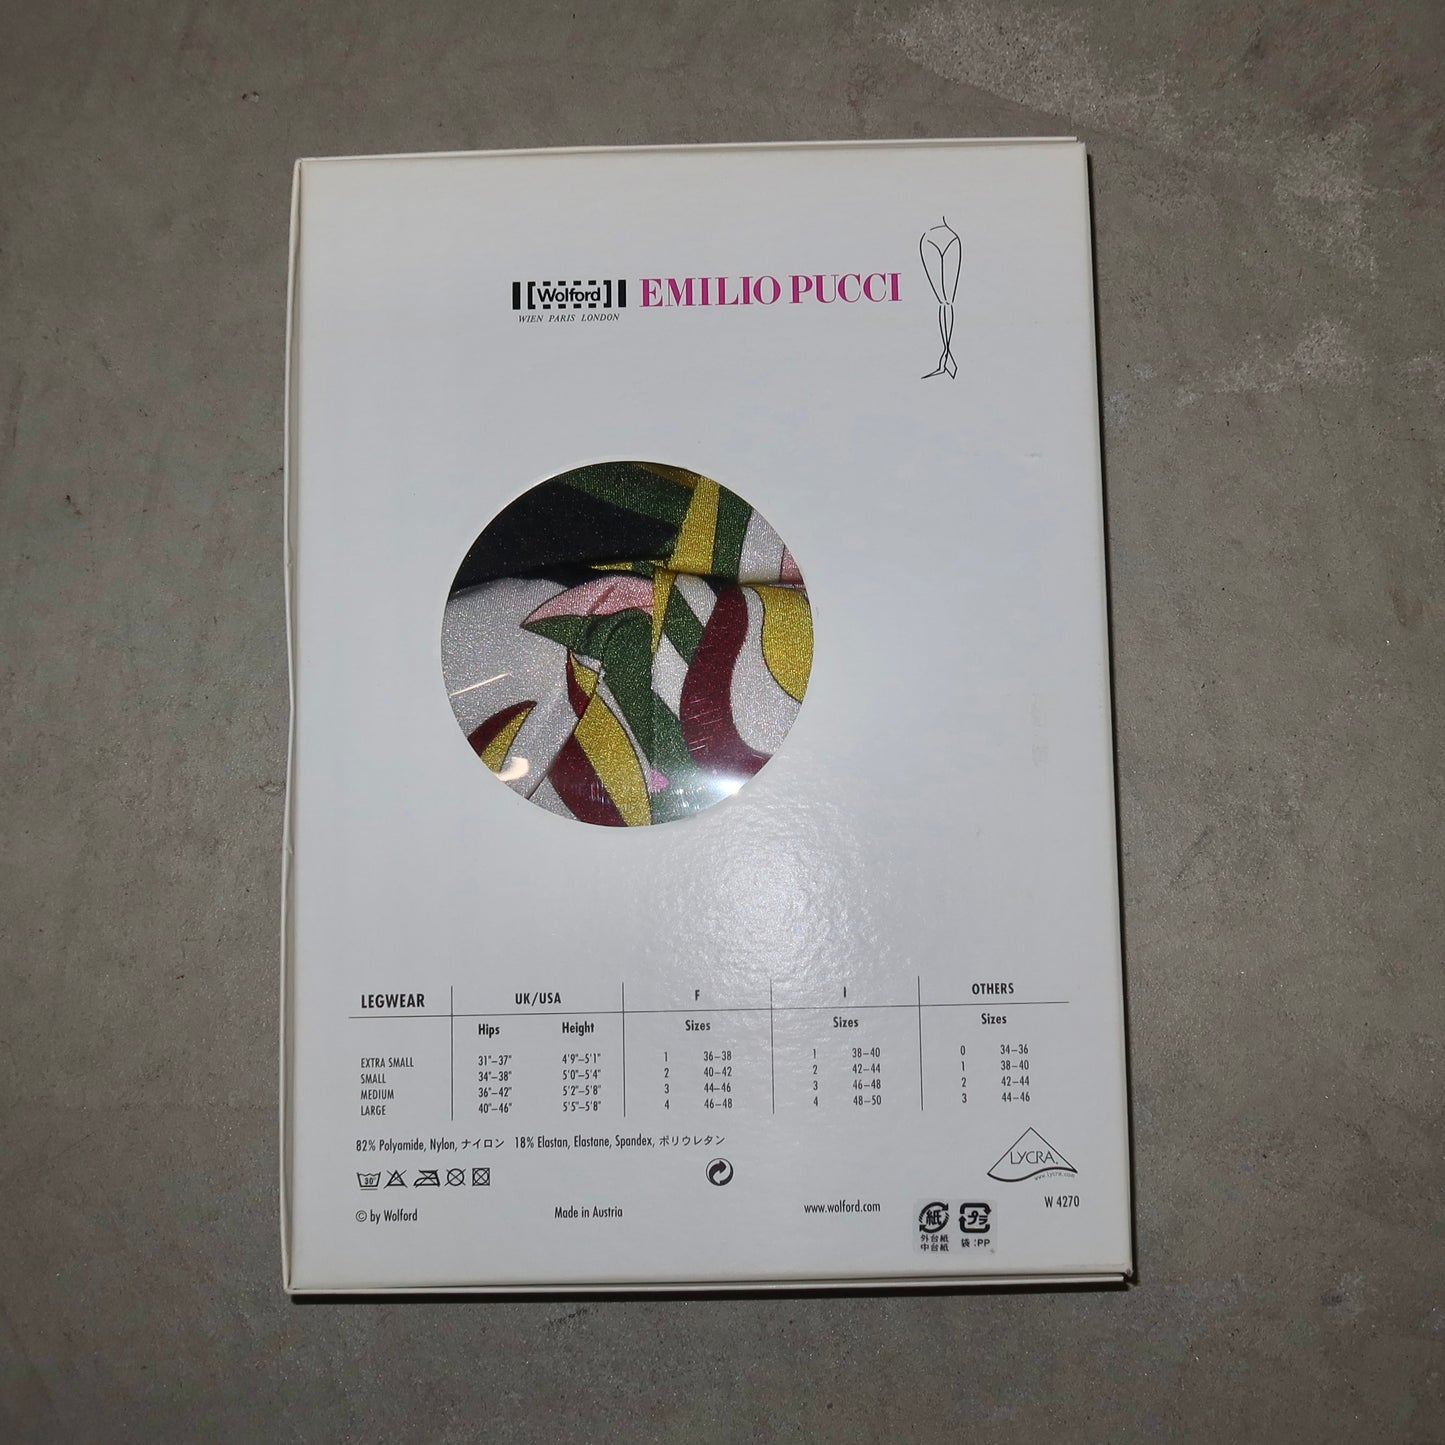 Wolford EMILIO PUCCI
WIEN PARIS LONDON
LEGWEAR UK/USA F I OTHERS
Hips Height Sizes Sizes Sizes
EXTRA SMALL 31"–37" 4'9"–5'1" 1 36–38 1 38–40 0 34–36
SMALL 34"–38" 5'0"–5'4" 2 40–42 2 42–44 1 38–40
MEDIUM 36"–42" 5'2"–5'8" 3 44–46 3 46–48 2 42–44
LARGE 40"–46" 5'5"–5'8" 4 46–48 4 48–50 3 44–46
82% Polyamide, Nylon, ナイロン 18% Elastan, Elastane, Spandex, ポリウレタン
LYCRA.
www.lycra.com
30°
© by Wolford Made in Austria www.wolford.com W 4270
紙 プラ
外台紙 袋:PP
中台紙